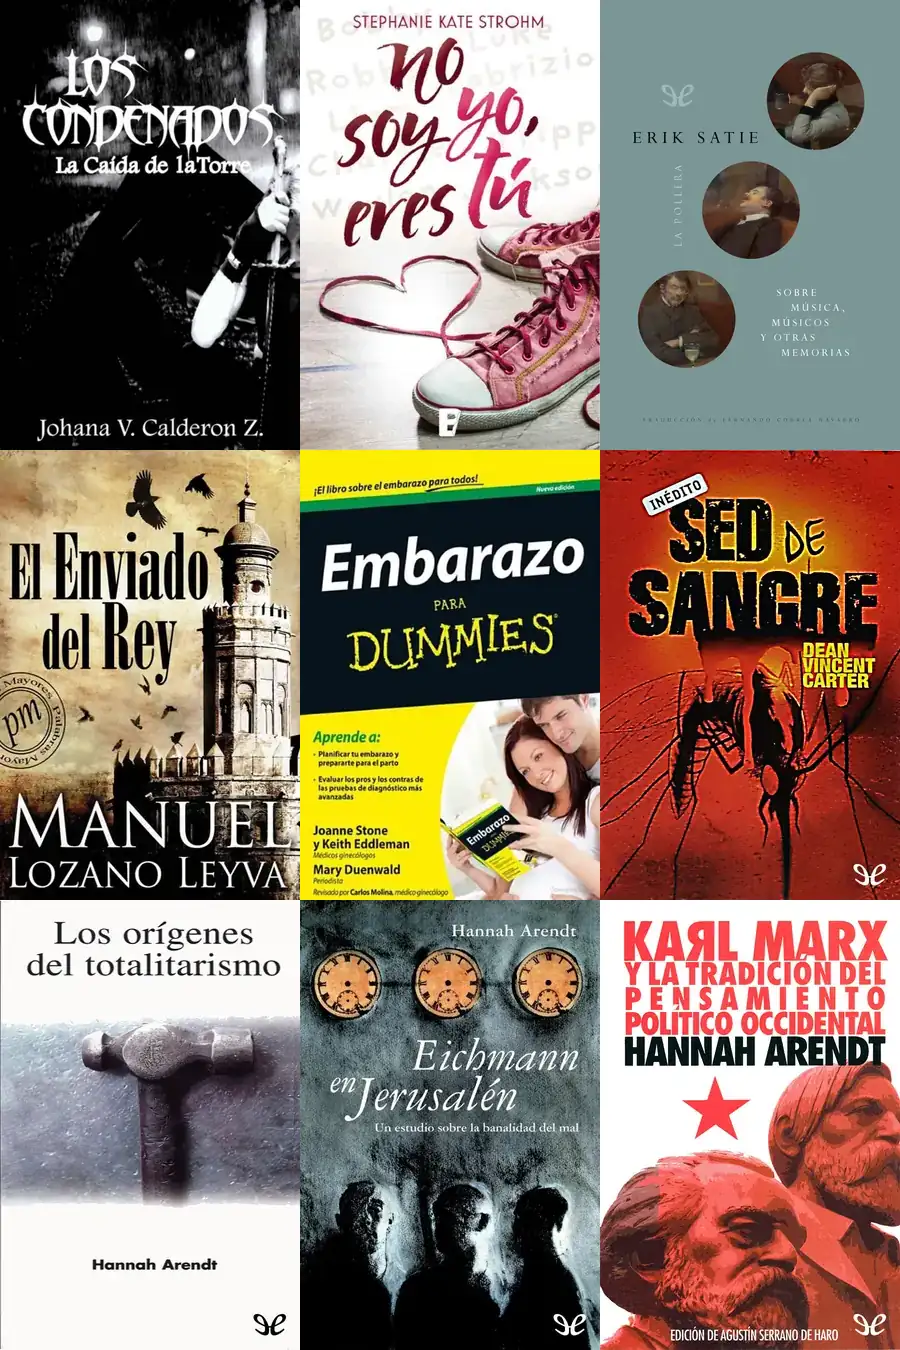 LOS
CONDENADOS
La Caída de la Torre
Johana V. Calderon Z.
STEPHANIE KATE STROHM
no
soy yo,
eres tú
ERIK SATIE
LA POLLERA
SOBRE
MÚSICA,
MÚSICOS
Y OTRAS
MEMORIAS
El Enviado
del Rey
pm
MANUEL
LOZANO LEYVA
¡El libro sobre el embarazo para todos!
Nueva edición
Embarazo
PARA
DUMMIES
Aprende a:
• Planificar tu embarazo y
prepararte para el parto
• Evaluar los pros y los contras de
las pruebas de diagnóstico más
avanzadas
Joanne Stone
y Keith Eddleman
Médicos ginecólogos
Mary Duenwald
Periodista
Revisado por Carlos Molina, médico ginecólogo
Embarazo
PARA
DUMMIES
INÉDITO
SED DE
SANGRE
DEAN
VINCENT
CARTER
Los orígenes
del totalitarismo
Hannah Arendt
Hannah Arendt
Eichmann
en Jerusalén
Un estudio sobre la banalidad del mal
KAЯL MARX
Y LA TRADICIÓN DEL
PENSAMIENTO
POLÍTICO OCCIDENTAL
HANNAH ARENDT
EDICIÓN DE AGUSTÍN SERRANO DE HARO